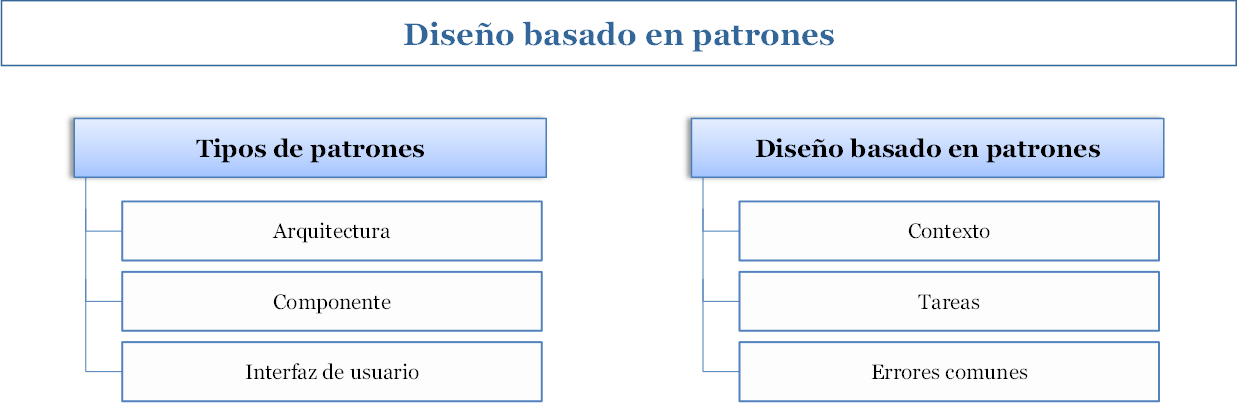 Diseño basado en patrones
Tipos de patrones
Arquitectura
Componente
Interfaz de usuario
Diseño basado en patrones
Contexto
Tareas
Errores comunes